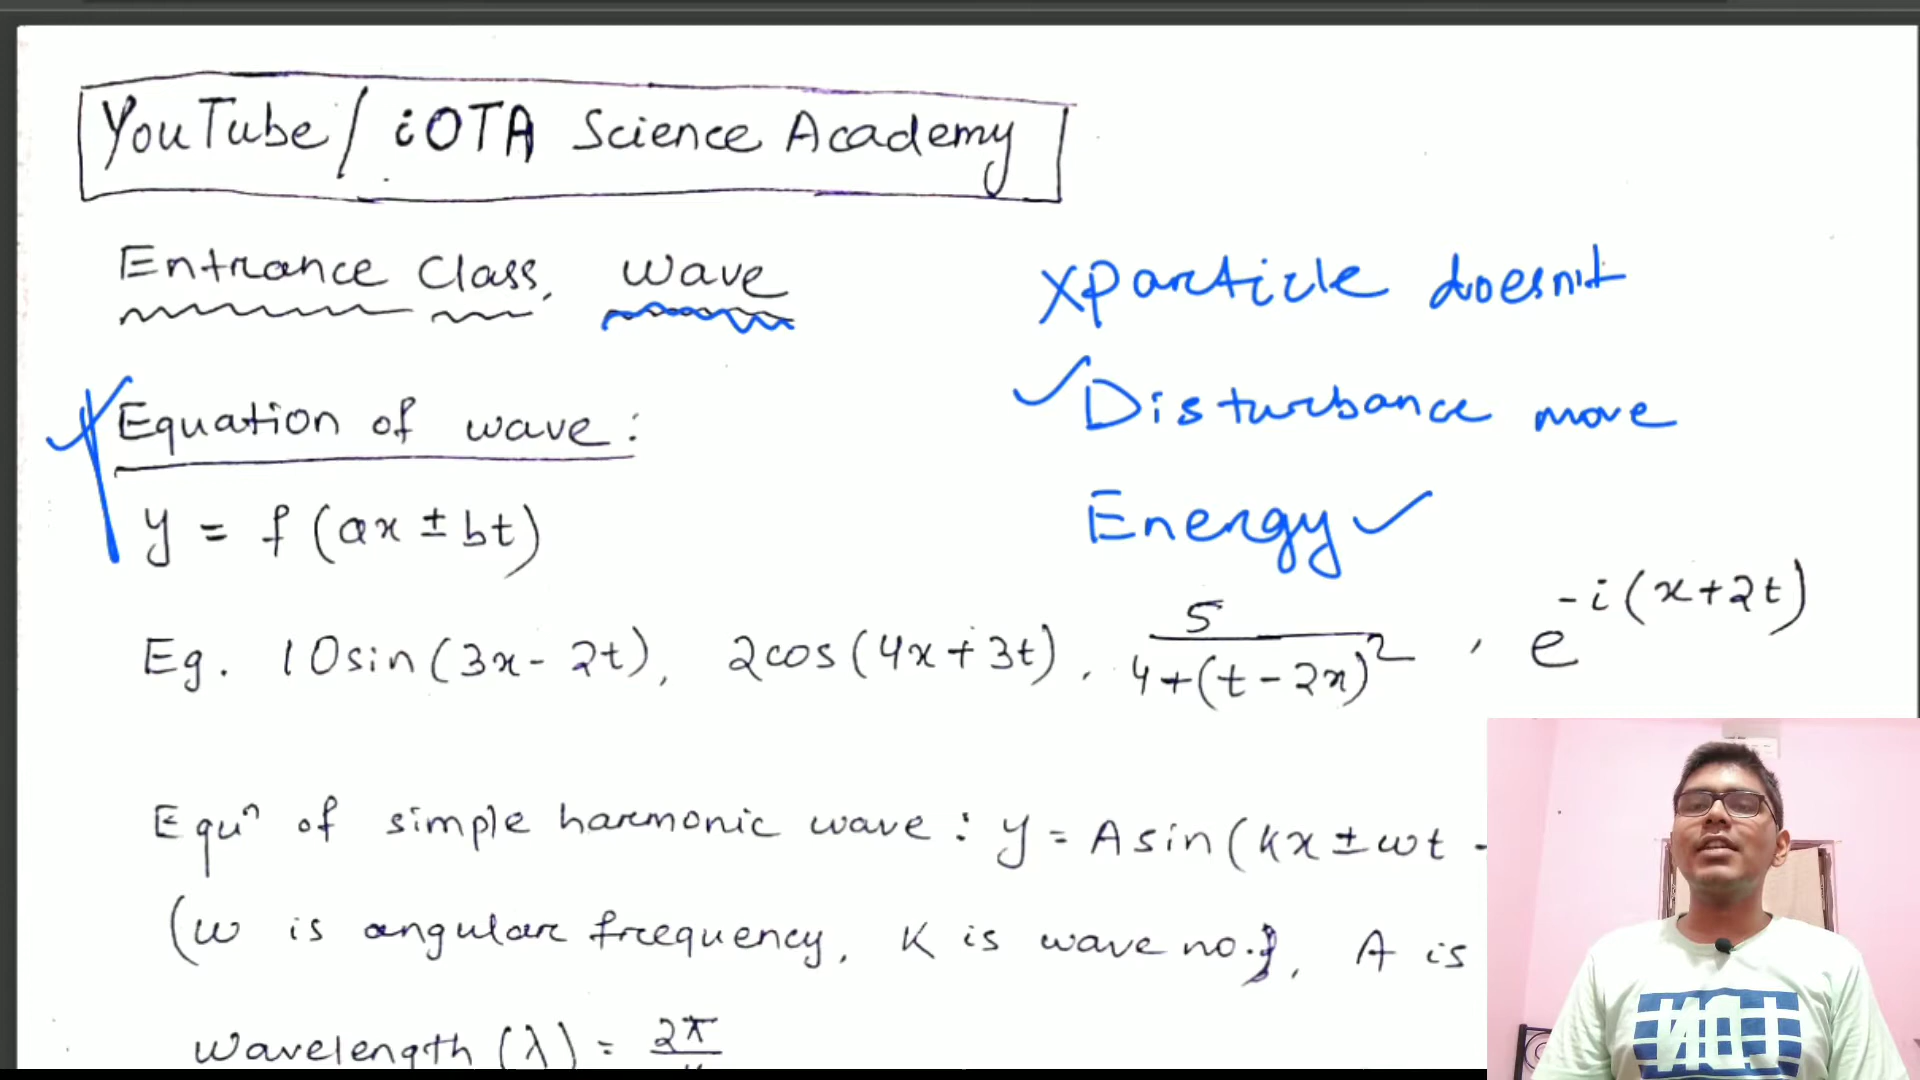 YouTube / iOTA Science Academy
Entrance Class, Wave
Xparticle doesn't
✓Disturbance move
Energy✓
Equation of wave:
y = f(ax ± bt)
Eg. 10sin(3x - 2t), 2cos(4x+3t), 5/4+(t-2x)², e^-i(x+2t)
Equⁿ of simple harmonic wave: y = A sin(Kx ± ωt -
(ω is angular frequency, K is wave no., A is
Wavelength (λ) = 2π